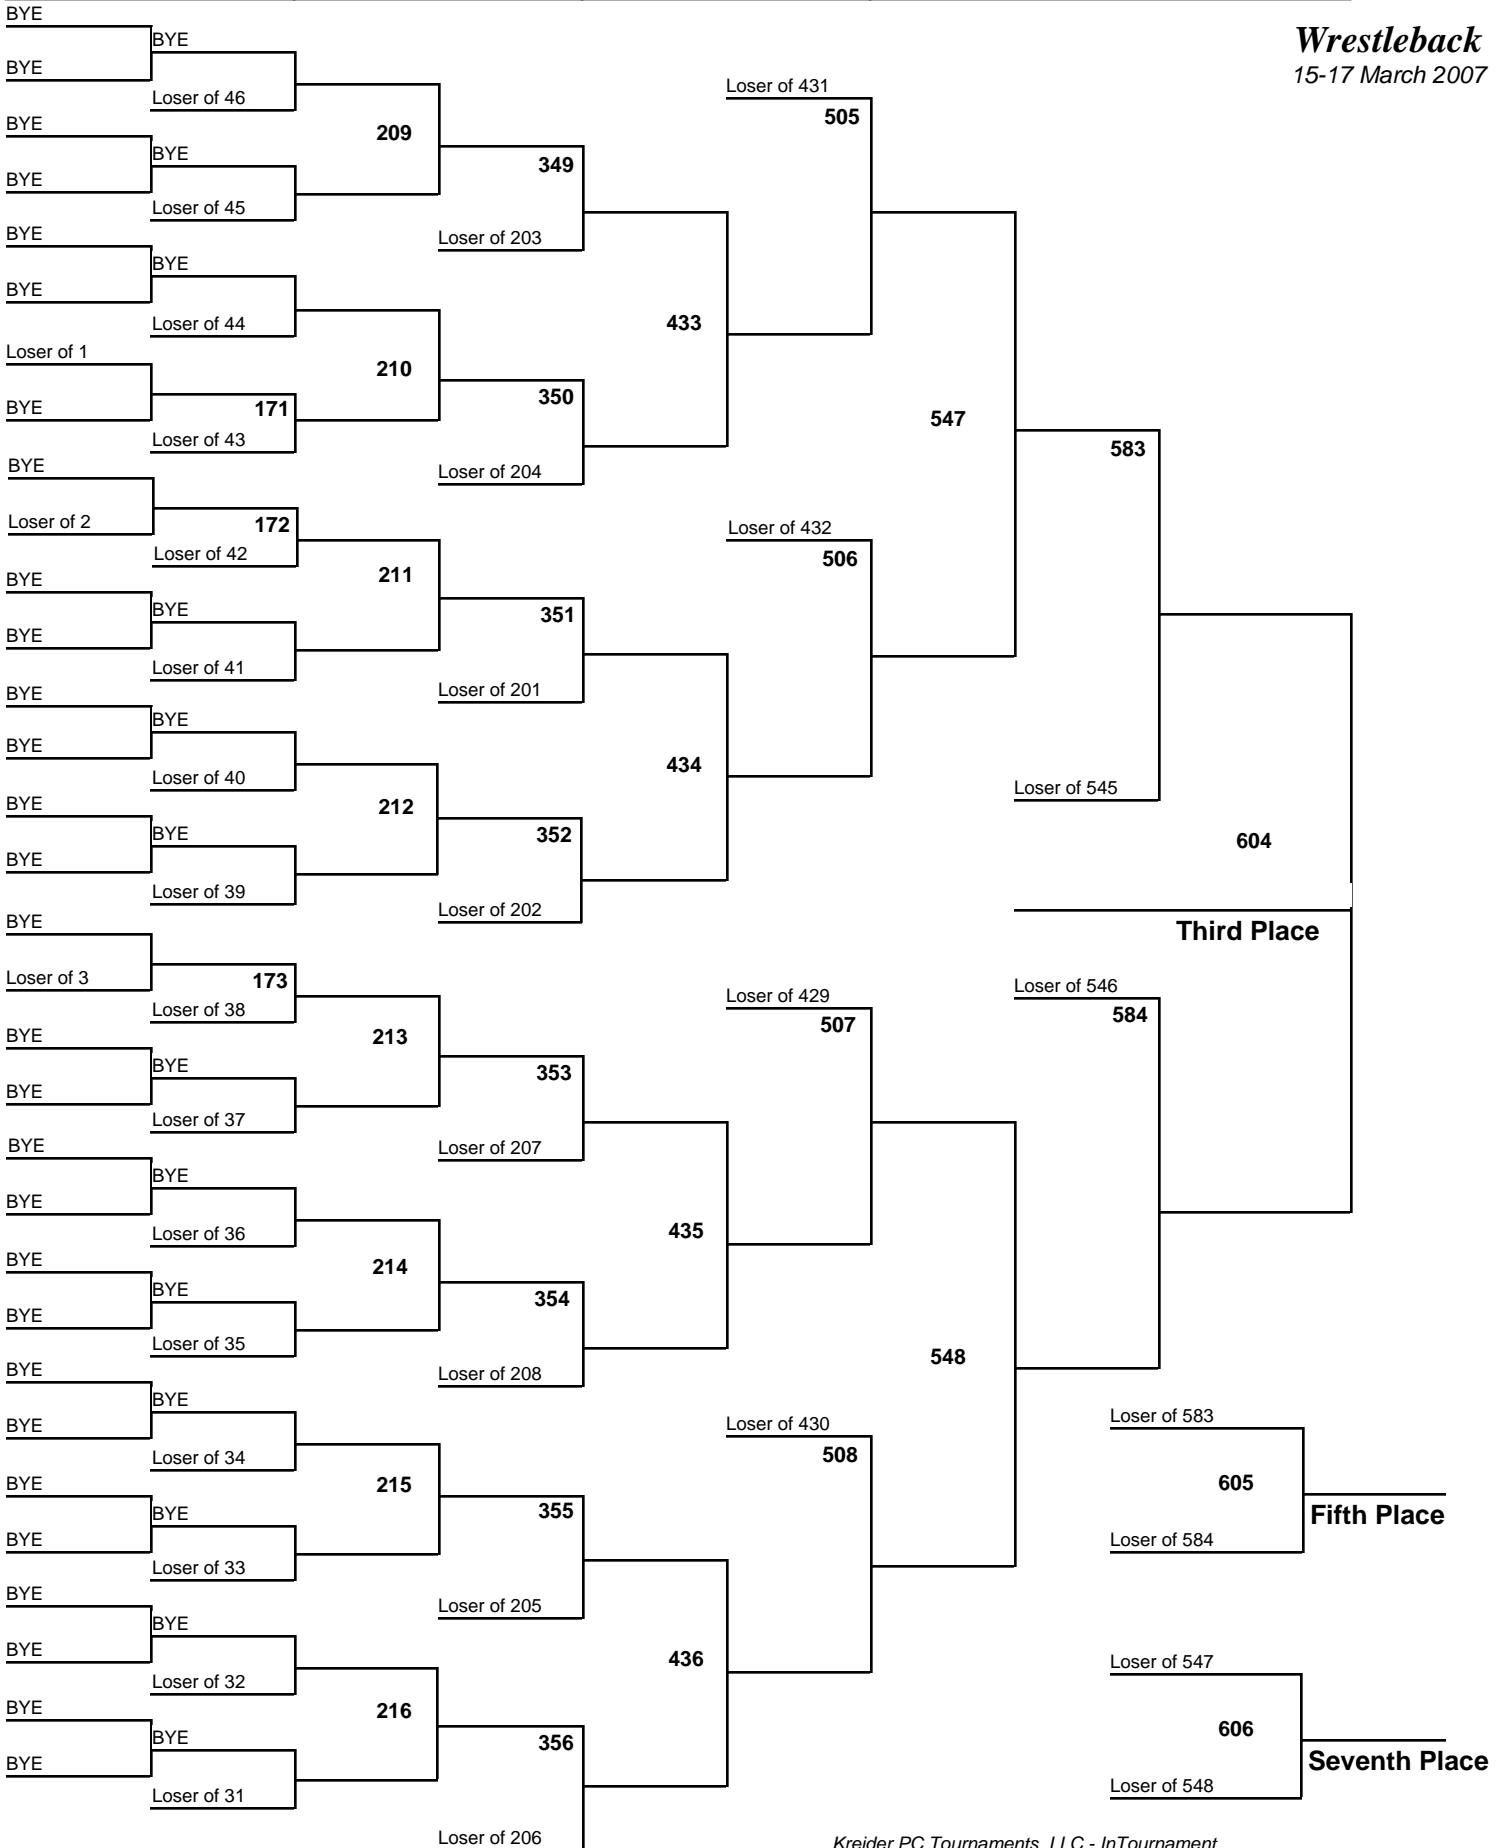 BYE
Wrestleback
BYE
BYE
15-17 March 2007
Loser of 431
Loser of 46
505
BYE
209
BYE
349
BYE
Loser of 45
BYE
Loser of 203
BYE
BYE
Loser of 44
433
Loser of 1
210
350
BYE
171
547
Loser of 43
583
BYE
Loser of 204
Loser of 2
172
Loser of 432
Loser of 42
506
BYE
211
BYE
351
BYE
Loser of 41
BYE
Loser of 201
BYE
BYE
434
Loser of 40
Loser of 545
BYE
212
BYE
352
604
BYE
Loser of 39
Loser of 202
BYE
Third Place
Loser of 3
173
Loser of 546
Loser of 429
Loser of 38
584
507
BYE
213
BYE
353
BYE
Loser of 37
BYE
Loser of 207
BYE
BYE
Loser of 36
435
BYE
214
BYE
354
BYE
Loser of 35
548
BYE
Loser of 208
BYE
Loser of 583
BYE
Loser of 430
Loser of 34
508
BYE
215
605
BYE
355
Fifth Place
BYE
Loser of 584
Loser of 33
BYE
Loser of 205
BYE
BYE
436
Loser of 547
Loser of 32
BYE
216
606
BYE
356
BYE
Seventh Place
Loser of 548
Loser of 31
Loser of 206
Kreider PC Tournaments, LLC - InTournament